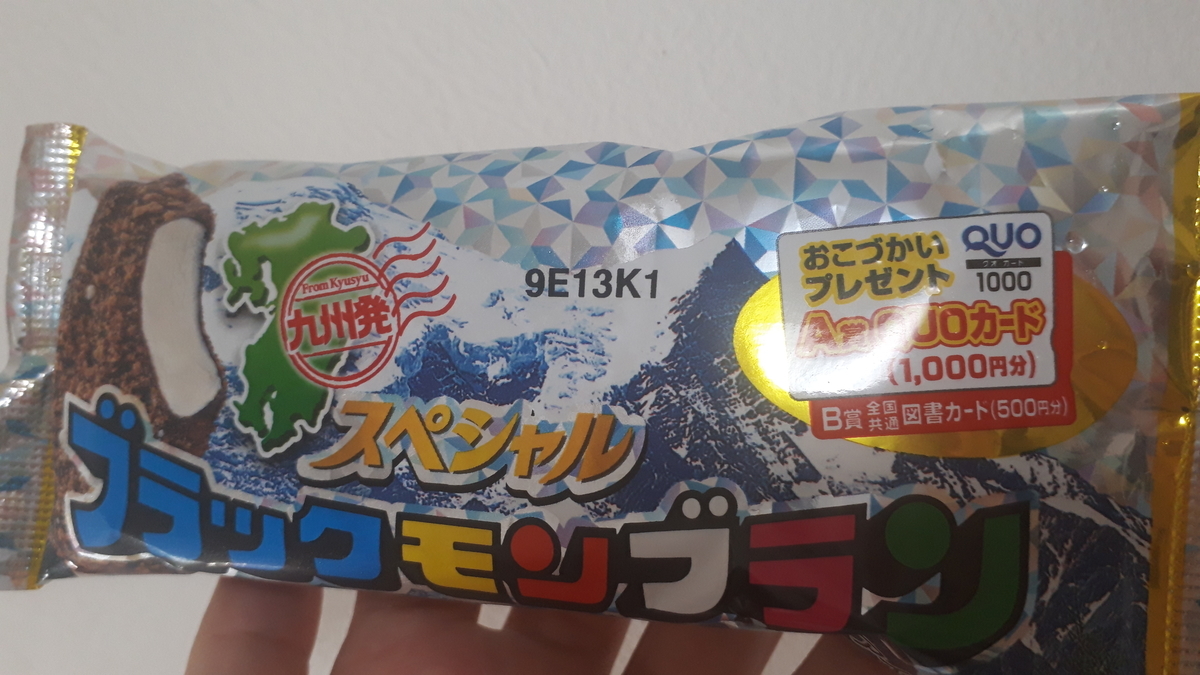 From Kyusyu
九州発
9E13K1
おこづかい
プレゼント
QUO
クオ カード
1000
A賞 QUOカード
(1,000円分)
B賞 全国共通 図書カード(500円分)
スペシャル
ブラックモンブラン